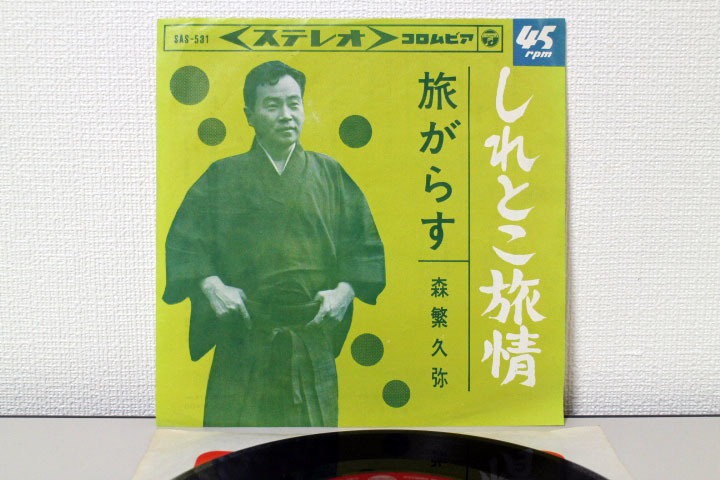 SAS-531
<ステレオ>
コロムビア
45
rpm
しれとこ旅情
旅がらす
森繁久弥